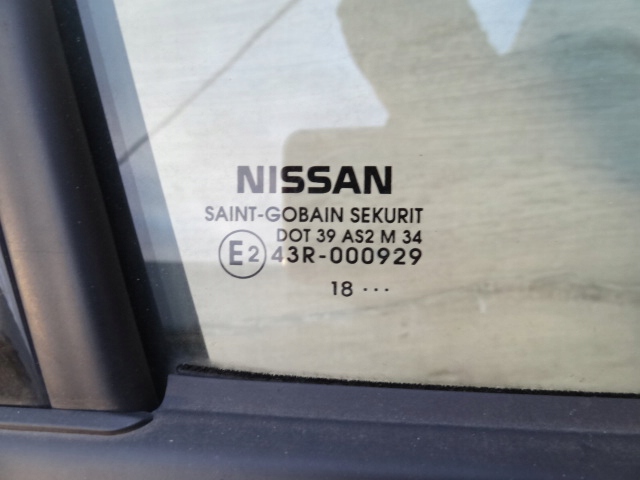 NISSAN
SAINT-GOBAIN SEKURIT
DOT 39 AS2 M 34
E2 43R-000929
18 ···